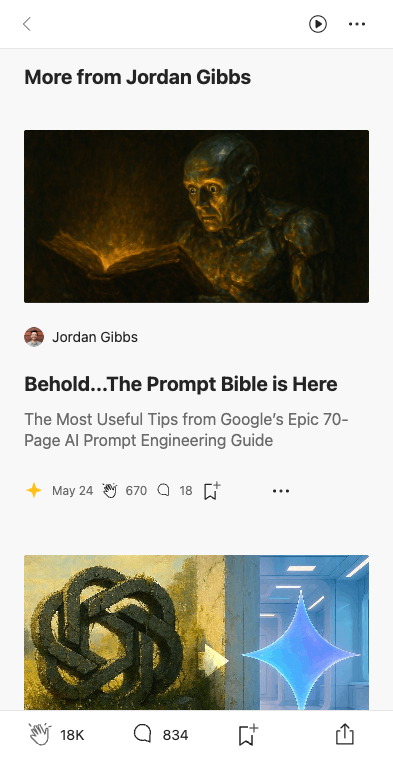 More from Jordan Gibbs
Jordan Gibbs
Behold...The Prompt Bible is Here
The Most Useful Tips from Google's Epic 70-
Page AI Prompt Engineering Guide
May 24 670 18
18K 834